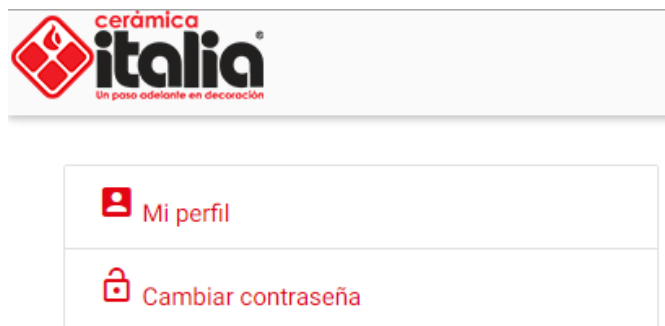 cerámica
italia®
Un paso adelante en decoración
Mi perfil
Cambiar contraseña